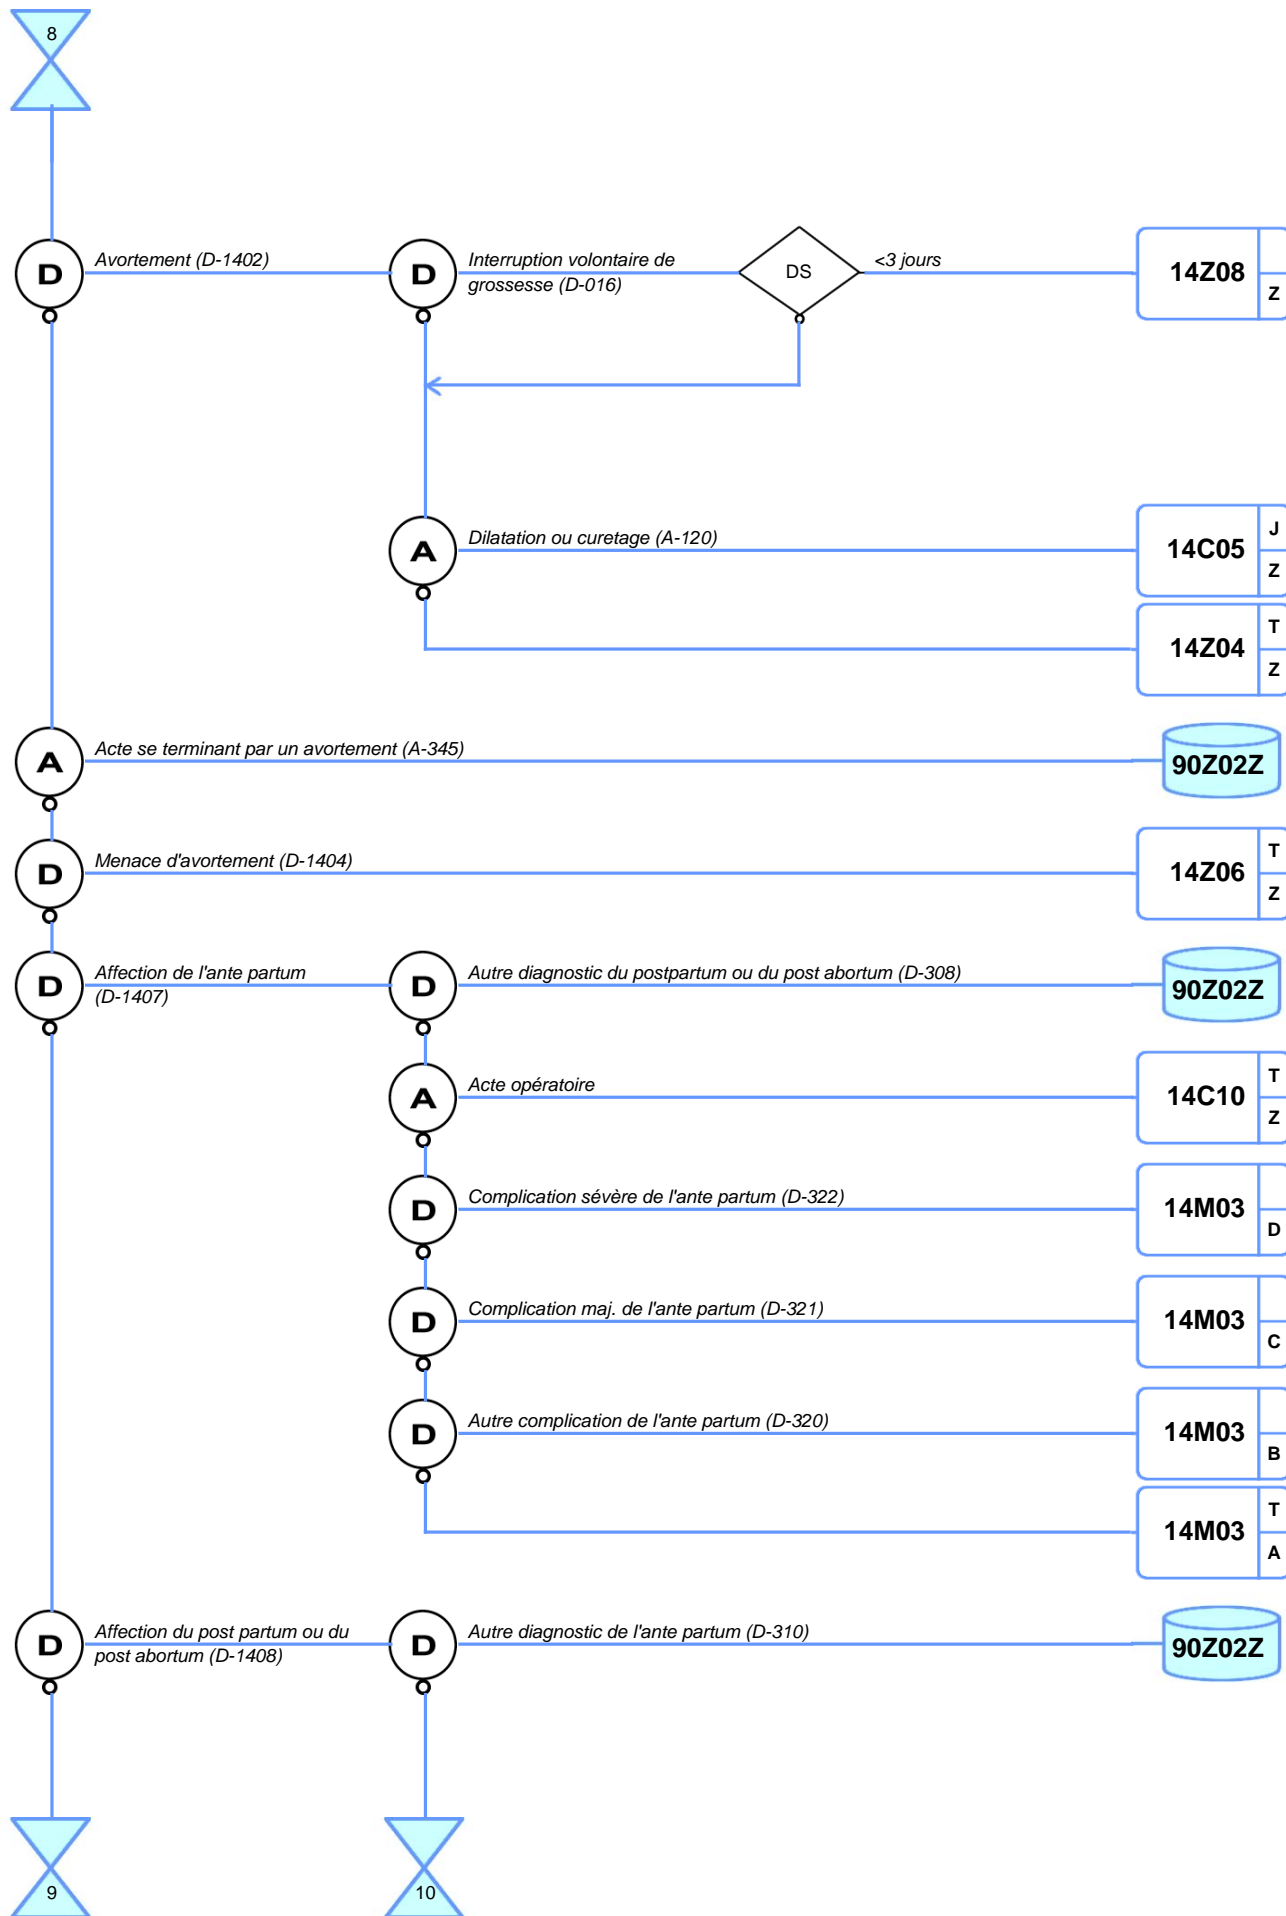 8
D
Avortement (D-1402)
D
Interruption volontaire de
grossesse (D-016)
DS
<3 jours
14Z08
Z
A
Dilatation ou curetage (A-120)
14C05
J
Z
14Z04
T
Z
A
Acte se terminant par un avortement (A-345)
90Z02Z
D
Menace d'avortement (D-1404)
14Z06
T
Z
D
Affection de l'ante partum
(D-1407)
D
Autre diagnostic du postpartum ou du post abortum (D-308)
90Z02Z
A
Acte opératoire
14C10
T
Z
D
Complication sévère de l'ante partum (D-322)
14M03
D
D
Complication maj. de l'ante partum (D-321)
14M03
C
D
Autre complication de l'ante partum (D-320)
14M03
B
14M03
T
A
D
Affection du post partum ou du
post abortum (D-1408)
D
Autre diagnostic de l'ante partum (D-310)
90Z02Z
9
10